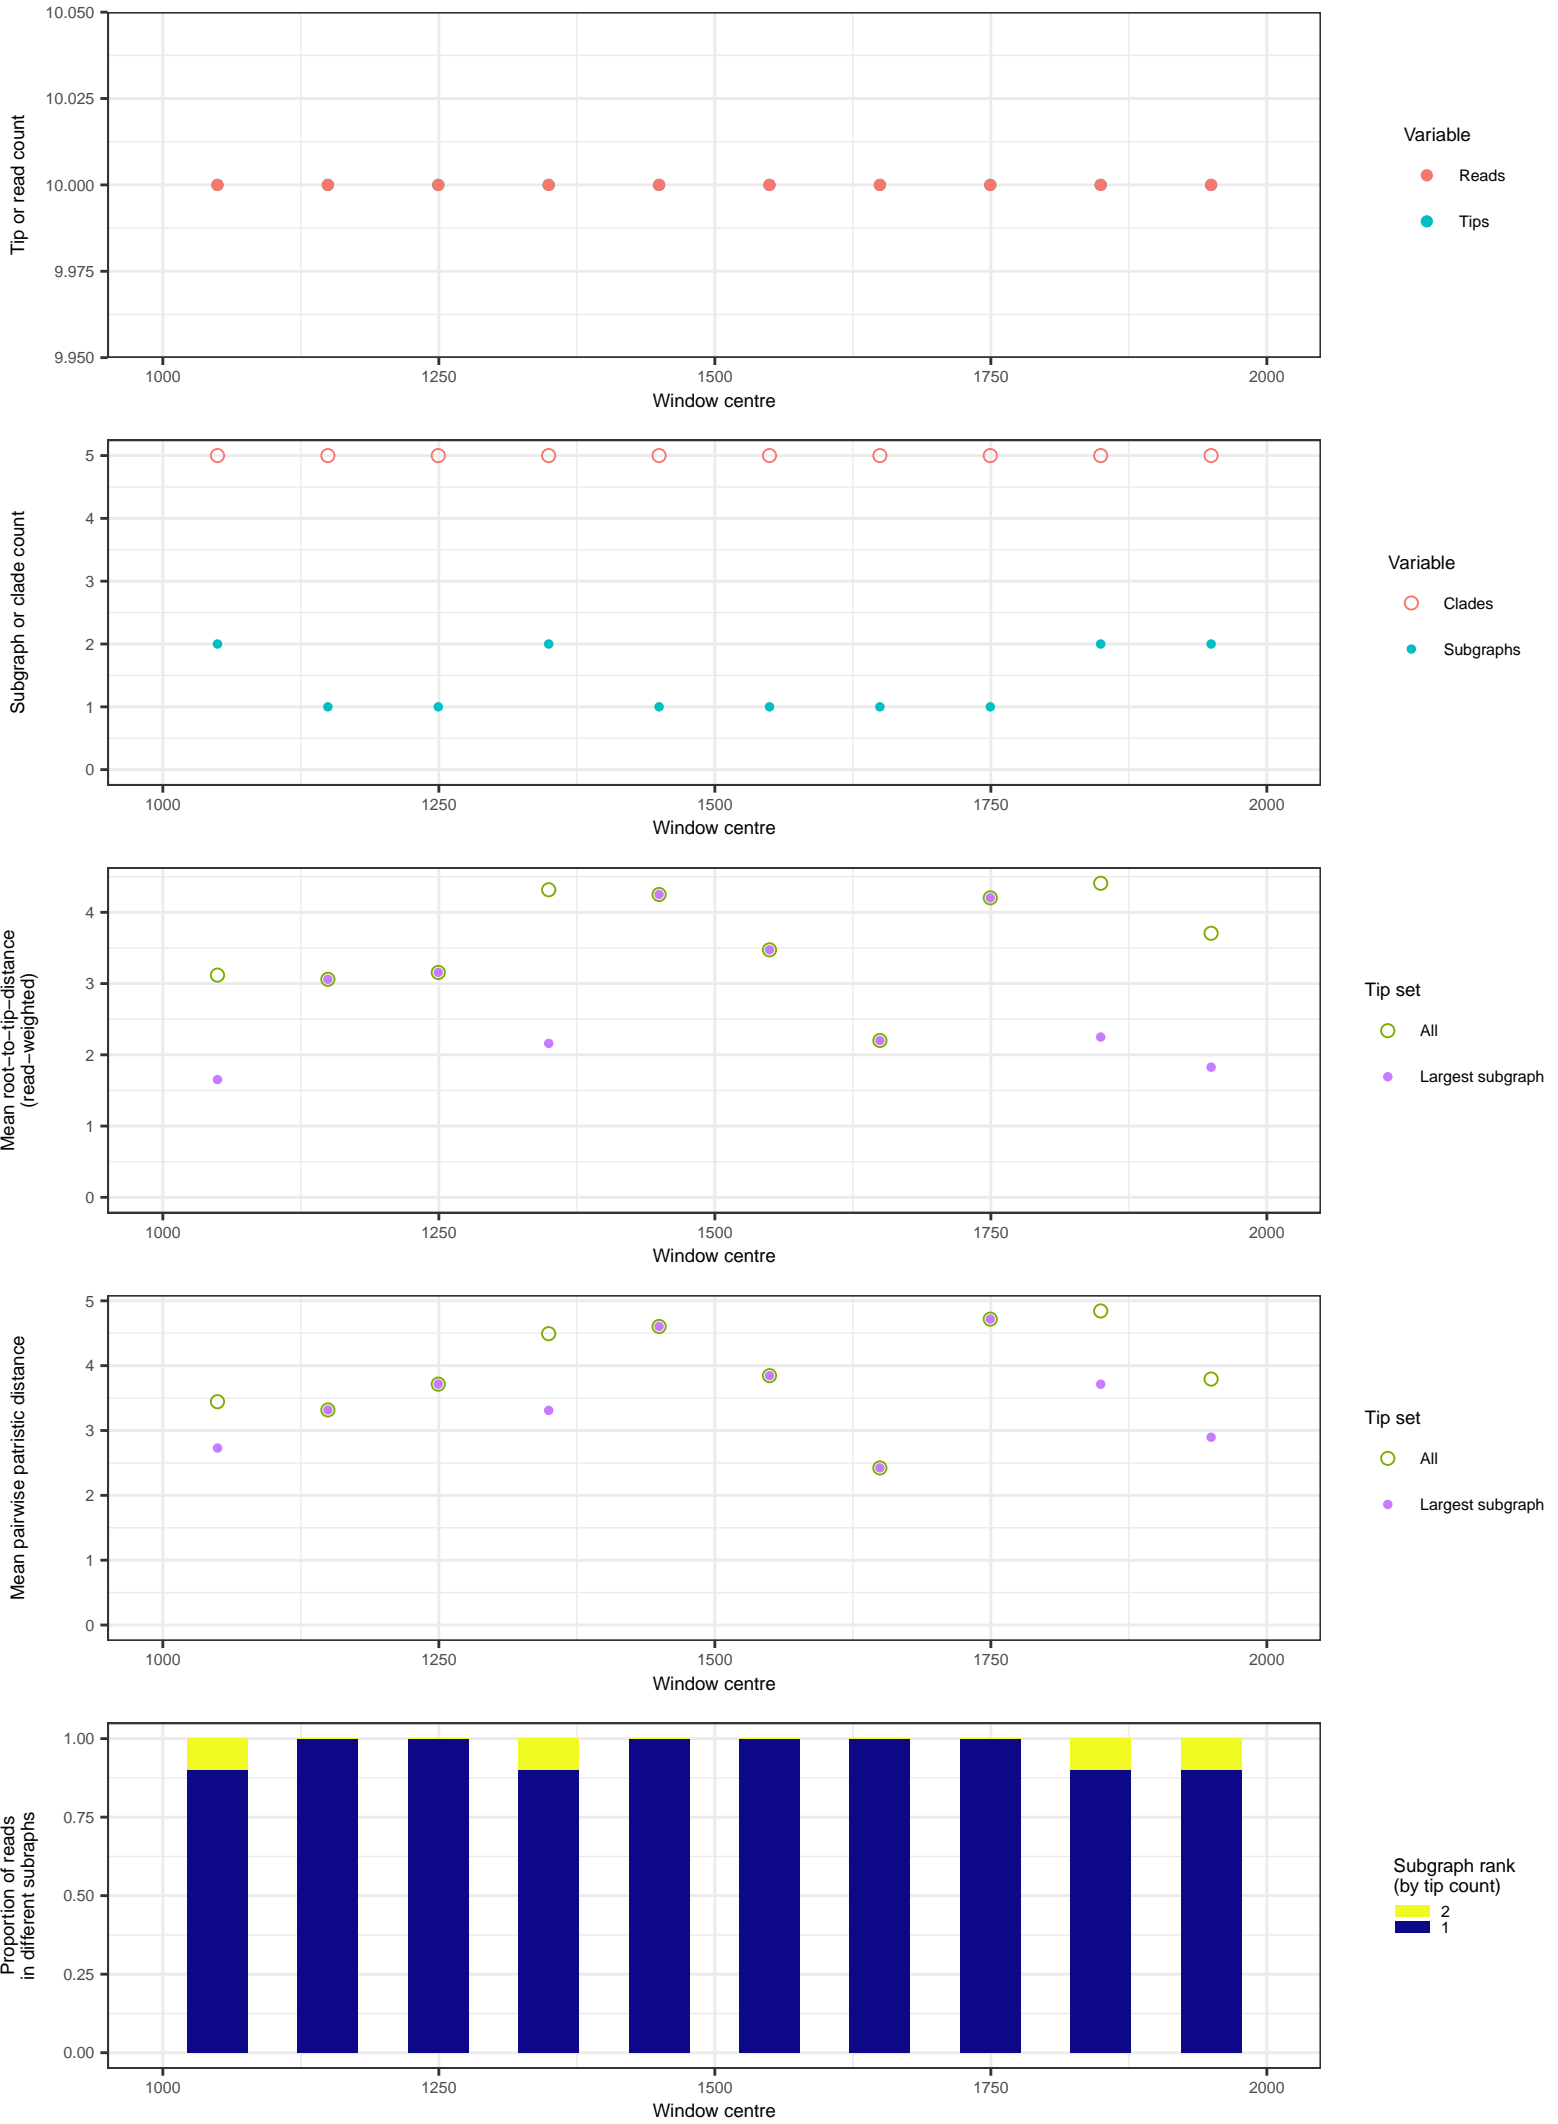 10.050
10.025
10.000
9.975
9.950
Tip or read count
1000 1250 1500 1750 2000
Window centre
Variable
Reads
Tips
5
4
3
2
1
0
Subgraph or clade count
1000 1250 1500 1750 2000
Window centre
Variable
Clades
Subgraphs
4
3
2
1
0
Mean root−to−tip−distance
(read−weighted)
1000 1250 1500 1750 2000
Window centre
Tip set
All
Largest subgraph
5
4
3
2
1
0
Mean pairwise patristic distance
1000 1250 1500 1750 2000
Window centre
Tip set
All
Largest subgraph
1.00
0.75
0.50
0.25
0.00
Proportion of reads
in different subraphs
1000 1250 1500 1750 2000
Window centre
Subgraph rank
(by tip count)
2
1